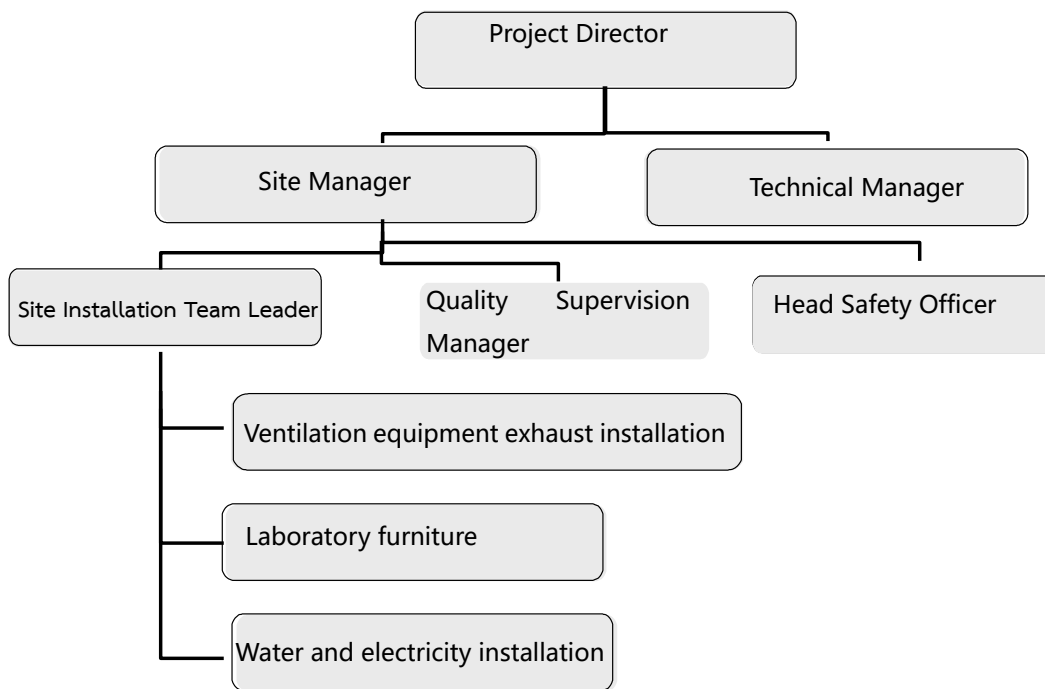 Project Director
Site Manager
Technical Manager
Site Installation Team Leader
Quality Supervision
Manager
Head Safety Officer
Ventilation equipment exhaust installation
Laboratory furniture
Water and electricity installation